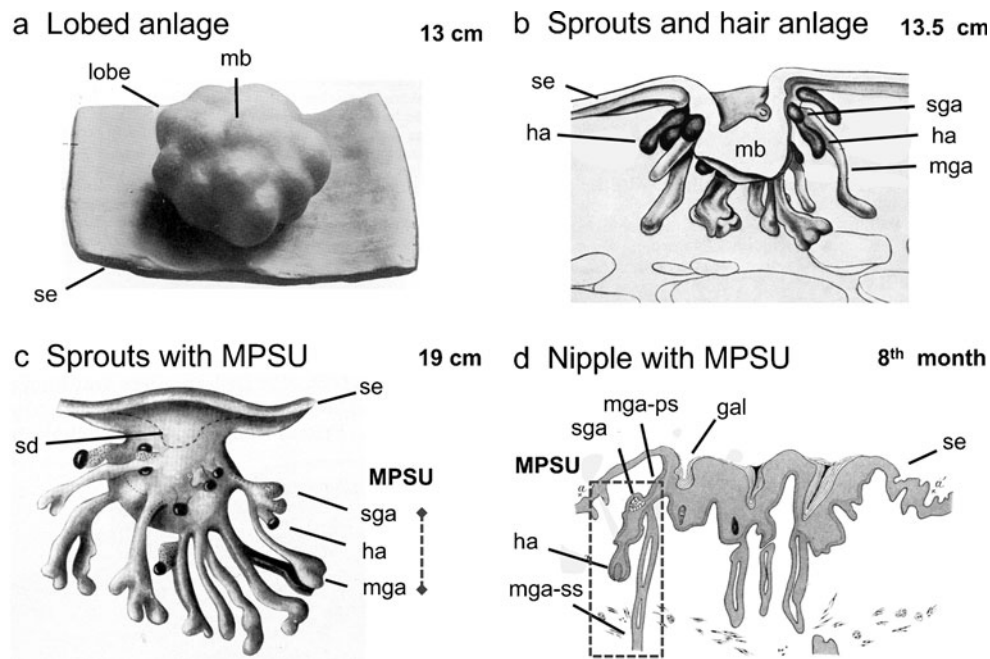 a Lobed anlage 13 cm
lobe
mb
se
b Sprouts and hair anlage 13.5 cm
se
ha
mb
sga
ha
mga
c Sprouts with MPSU 19 cm
se
sd
MPSU
sga
ha
mga
d Nipple with MPSU 8th month
mga-ps
sga
gal
se
MPSU
a
a'
ha
mga-ss